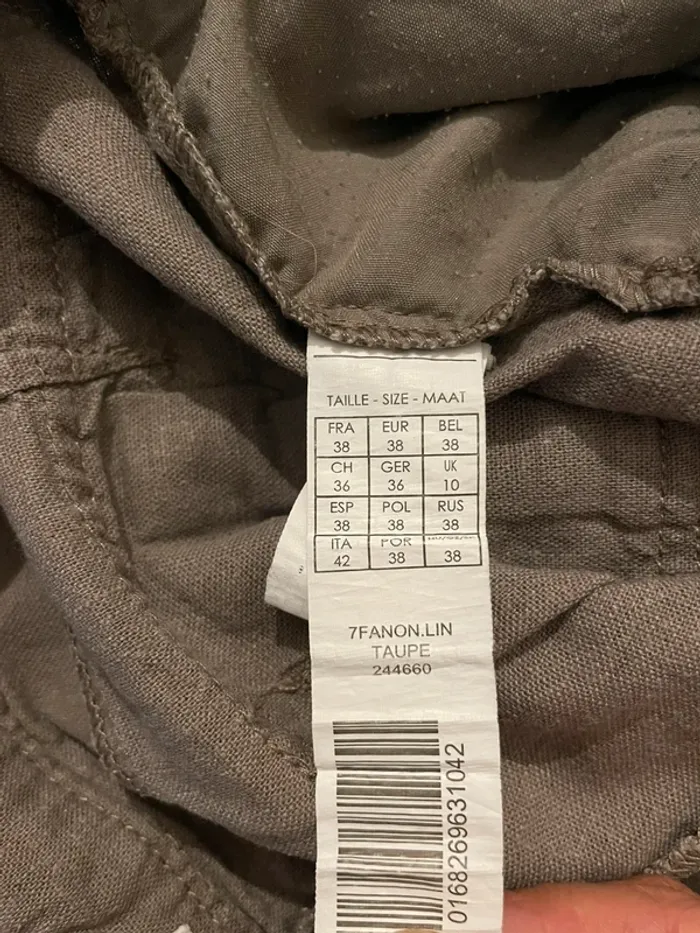 TAILLE - SIZE - MAAT
FRA EUR BEL
38 38 38
CH GER UK
36 36 10
ESP POL RUS
38 38 38
ITA POR
42 38 38
7FANON.LIN
TAUPE
244660
0168269631042